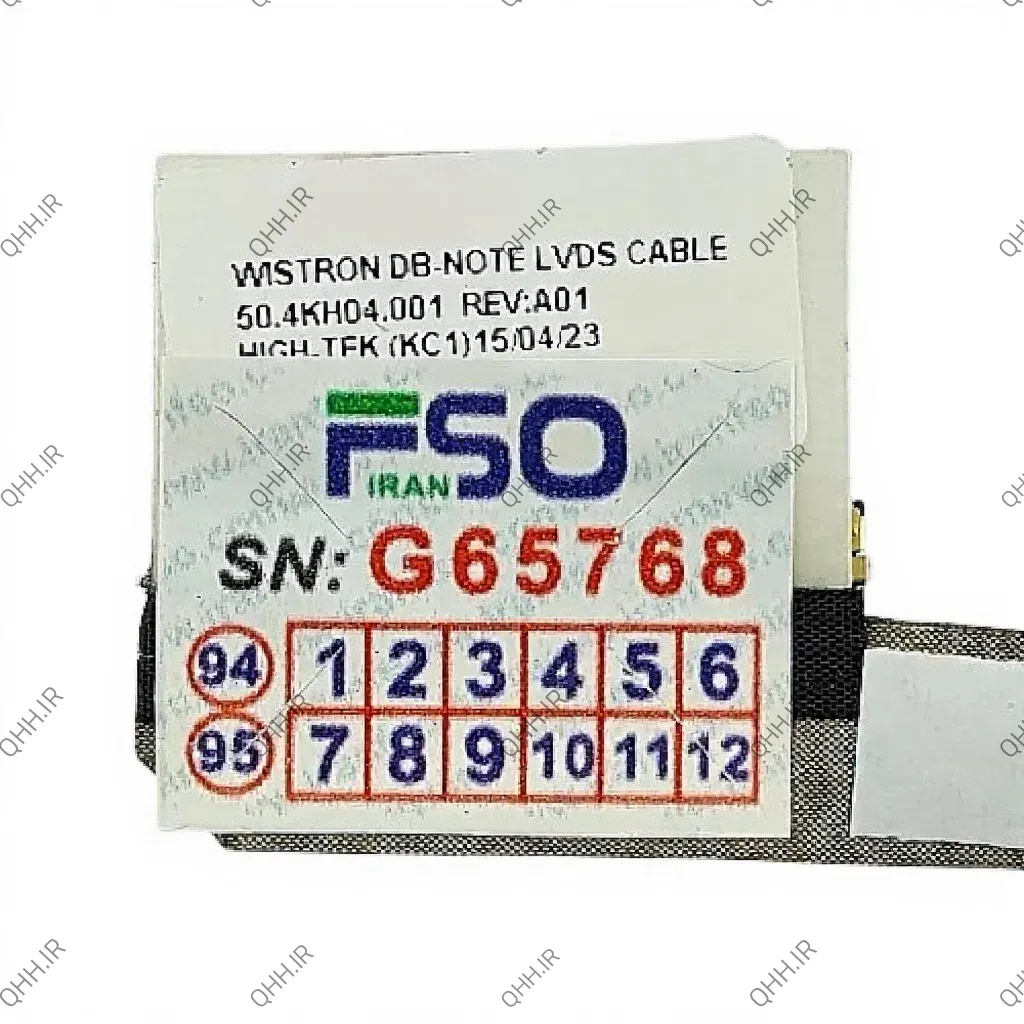 WISTRON DB-NOTE LVDS CABLE
50.4KH04.001 REV:A01
HIGH-TEK (KC1)15/04/23
FSO
IRAN
SN: G65768
94 1 2 3 4 5 6
95 7 8 9 10 11 12
QHH.IR